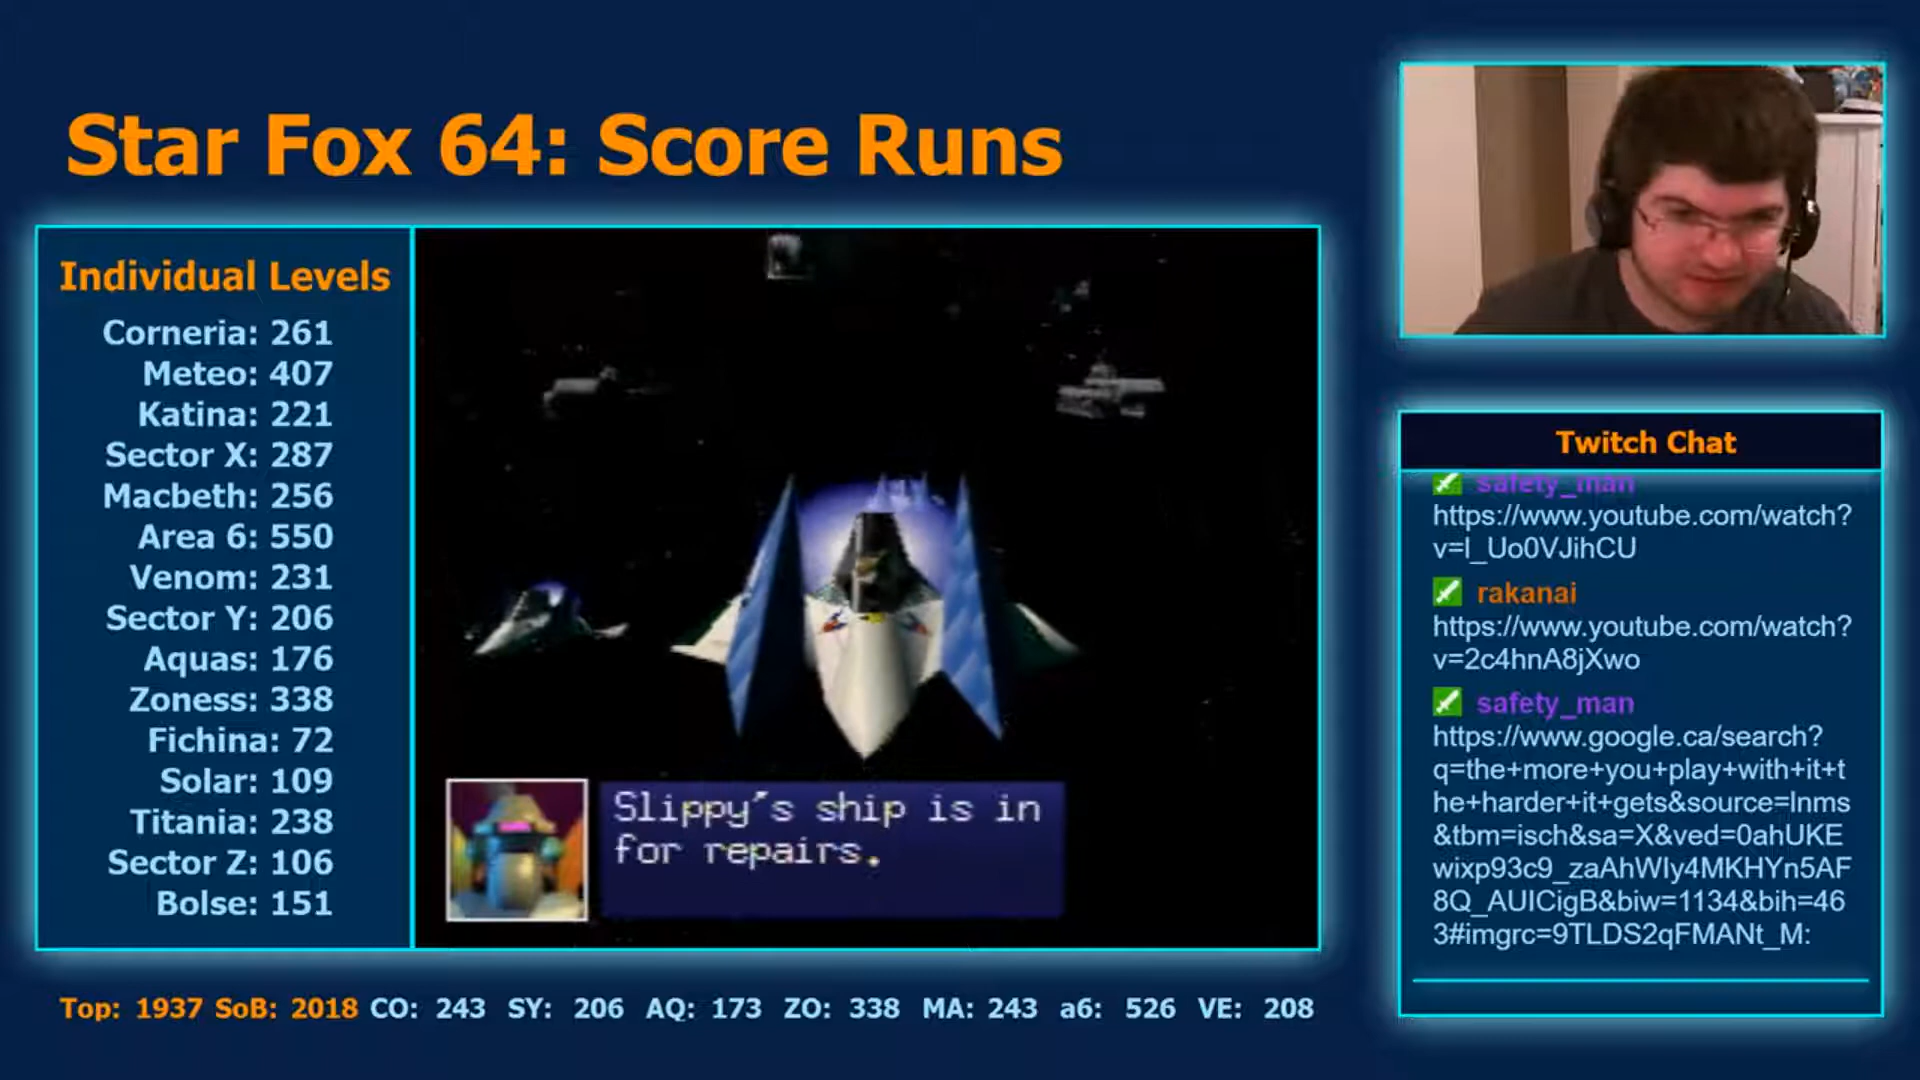 Star Fox 64: Score Runs
Individual Levels
Corneria: 261
Meteo: 407
Katina: 221
Sector X: 287
Macbeth: 256
Area 6: 550
Venom: 231
Sector Y: 206
Aquas: 176
Zoness: 338
Fichina: 72
Solar: 109
Titania: 238
Sector Z: 106
Bolse: 151
Slippy's ship is in
for repairs.
Top: 1937 SoB: 2018 CO: 243 SY: 206 AQ: 173 ZO: 338 MA: 243 a6: 526 VE: 208
Twitch Chat
safety_man
https://www.youtube.com/watch?
v=l_Uo0VJihCU
rakanai
https://www.youtube.com/watch?
v=2c4hnA8jXwo
safety_man
https://www.google.ca/search?
q=the+more+you+play+with+it+t
he+harder+it+gets&source=lnms
&tbm=isch&sa=X&ved=0ahUKE
wixp93c9_zaAhWIy4MKHYn5AF
8Q_AUICigB&biw=1134&bih=46
3#imgrc=9TLDS2qFMANt_M: